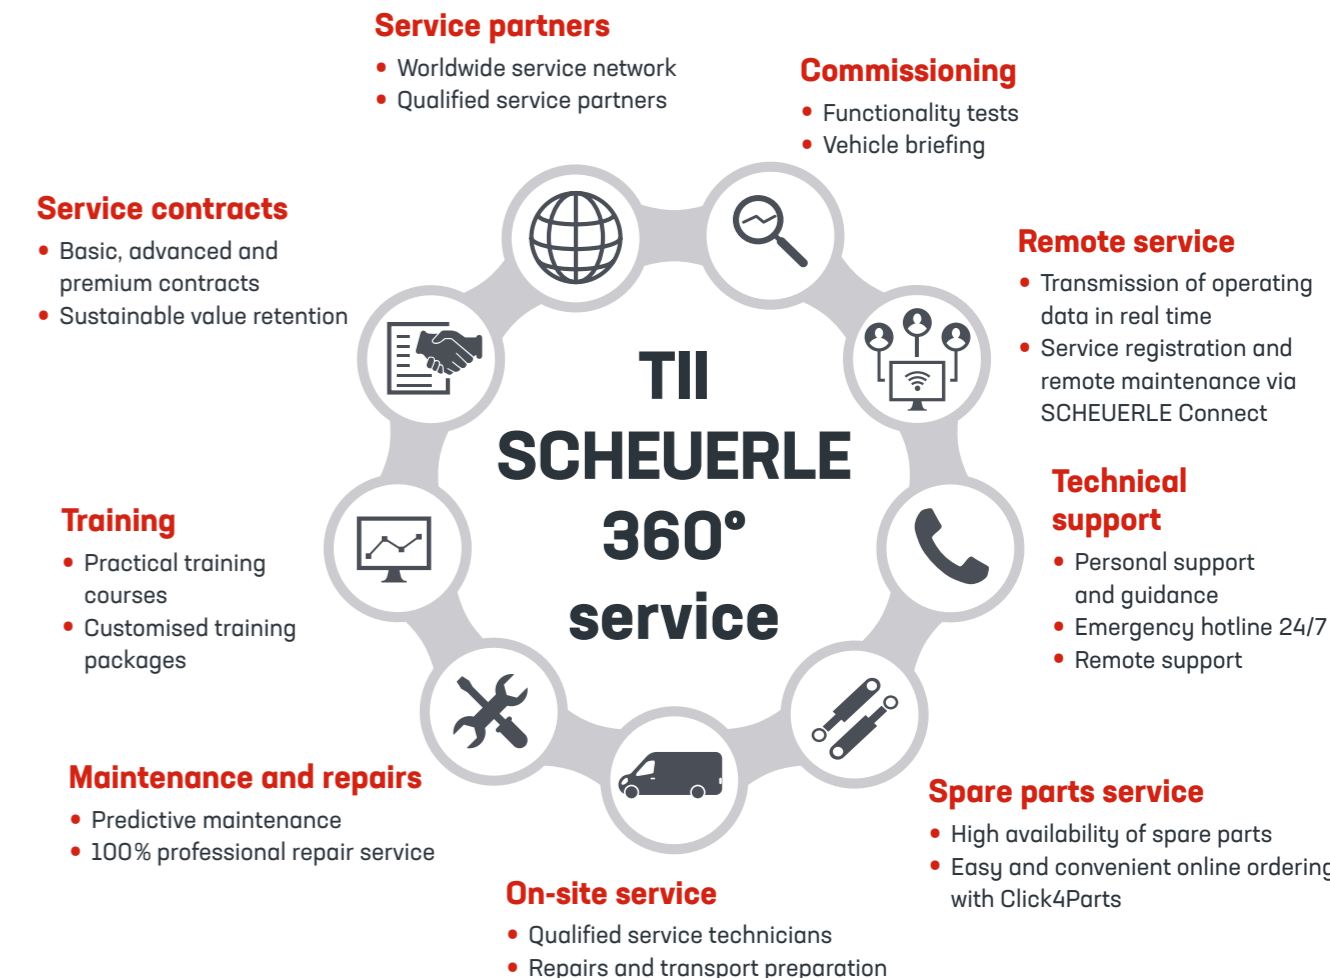 Service partners
• Worldwide service network
• Qualified service partners
Commissioning
• Functionality tests
• Vehicle briefing
Service contracts
• Basic, advanced and
premium contracts
• Sustainable value retention
Remote service
• Transmission of operating
data in real time
• Service registration and
remote maintenance via
SCHEUERLE Connect
TII
SCHEUERLE
360°
service
Technical
support
• Personal support
and guidance
• Emergency hotline 24/7
• Remote support
Training
• Practical training
courses
• Customised training
packages
Maintenance and repairs
• Predictive maintenance
• 100% professional repair service
Spare parts service
• High availability of spare parts
• Easy and convenient online ordering
with Click4Parts
On-site service
• Qualified service technicians
• Repairs and transport preparation